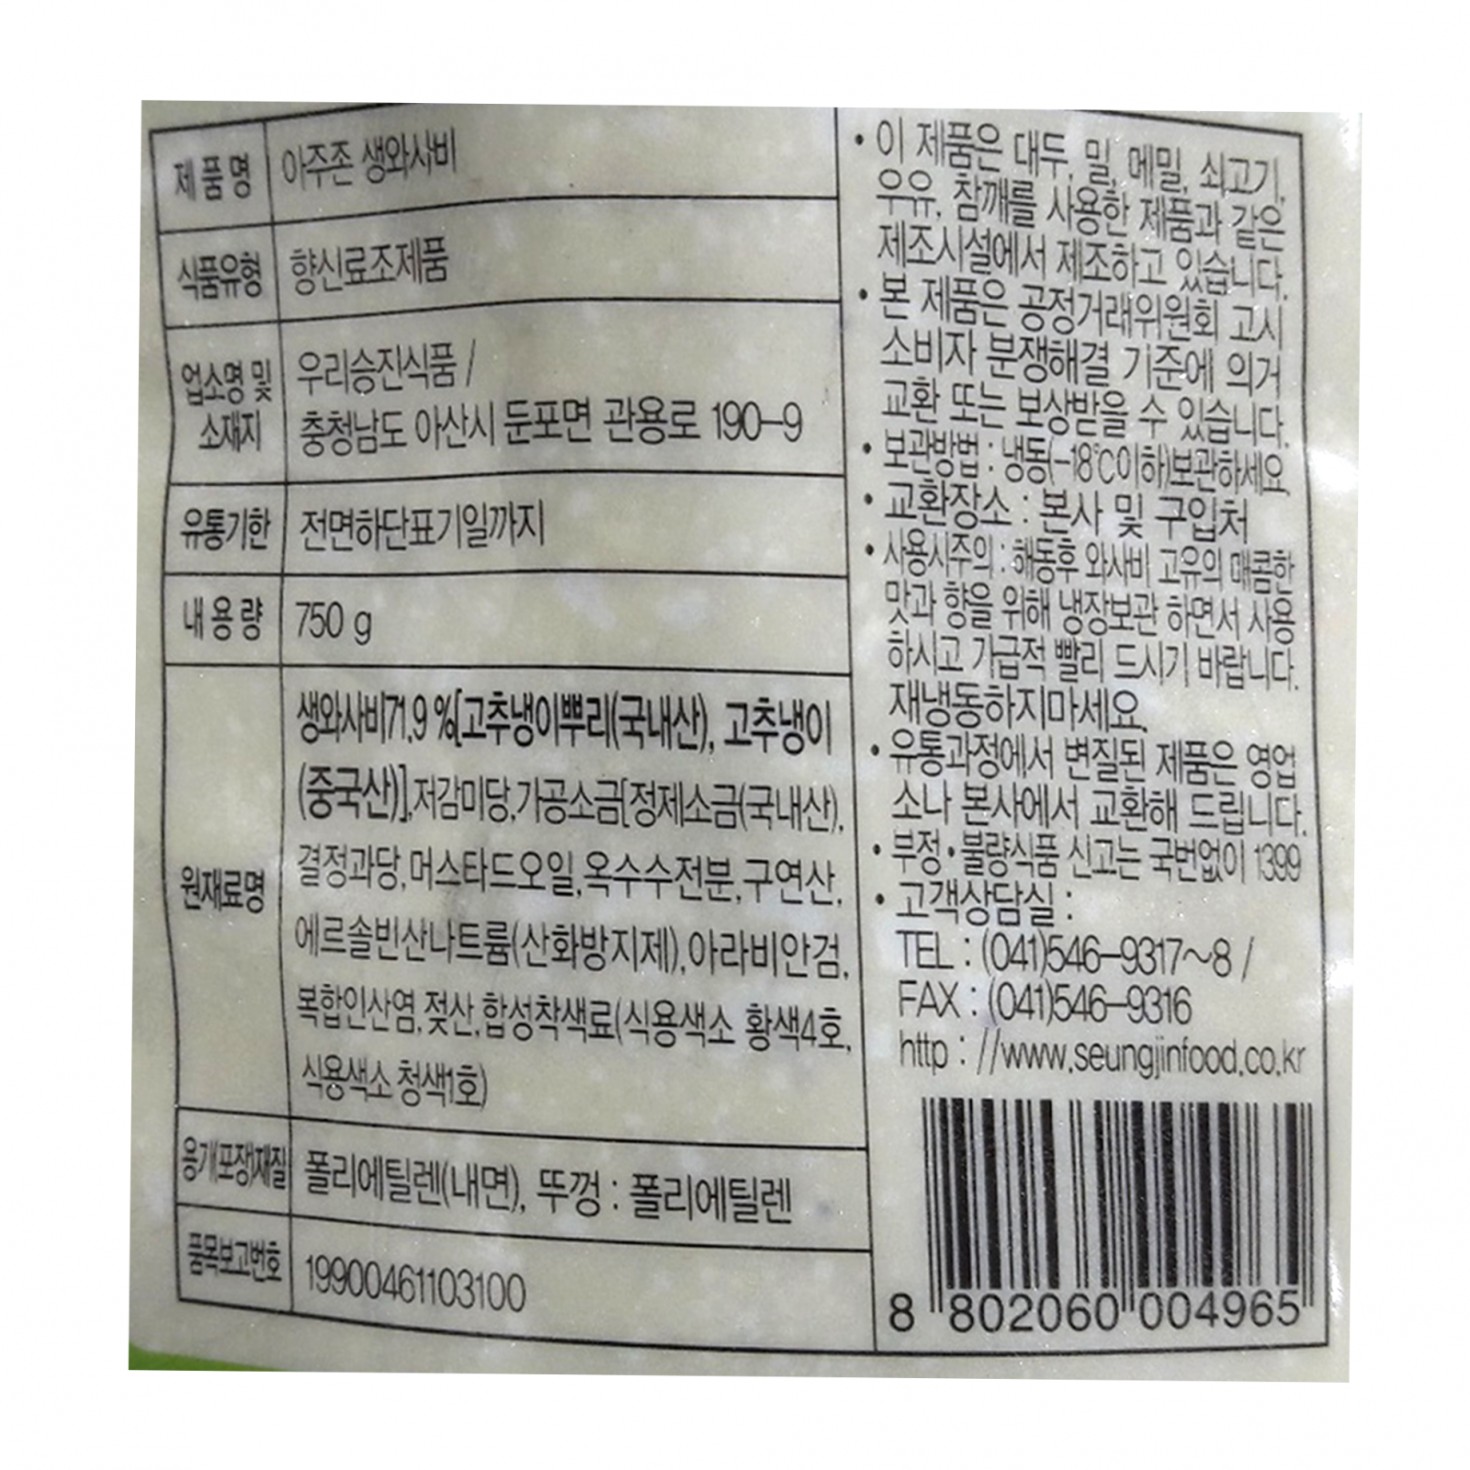 제품명 아주존 생와사비
식품유형 향신료조제품
업소명 및 소재지
우리승진식품 /
충청남도 아산시 둔포면 관용로 190-9
유통기한 전면하단표기일까지
내용량 750 g
원재료명
생와사비71.9 %[고추냉이뿌리(국내산), 고추냉이
(중국산)],저감미당,가공소금[정제소금(국내산),
결정과당,머스타드오일,옥수수전분,구연산,
에르솔빈산나트륨(산화방지제),아라비안검,
복합인산염,젖산,합성착색료(식용색소 황색4호,
식용색소 청색1호)
용개(포장)재질 폴리에틸렌(내면), 뚜껑 : 폴리에틸렌
품목보고번호 19900461103100
• 이 제품은 대두, 밀, 메밀, 쇠고기,
우유, 참깨를 사용한 제품과 같은
제조시설에서 제조하고 있습니다.
• 본 제품은 공정거래위원회 고시
소비자 분쟁해결 기준에 의거
교환 또는 보상받을 수 있습니다.
• 보관방법 : 냉동(-18℃이하)보관하세요
• 교환장소 : 본사 및 구입처
• 사용시주의 : 해동후 와사비 고유의 매콤한
맛과 향을 위해 냉장보관 하면서 사용
하시고 가급적 빨리 드시기 바랍니다.
재냉동하지마세요.
• 유통과정에서 변질된 제품은 영업
소나 본사에서 교환해 드립니다.
• 부정•불량식품 신고는 국번없이 1399
• 고객상담실 :
TEL : (041)546-9317~8 /
FAX : (041)546-9316
http : //www.seungjinfood.co.kr
8 802060 004965